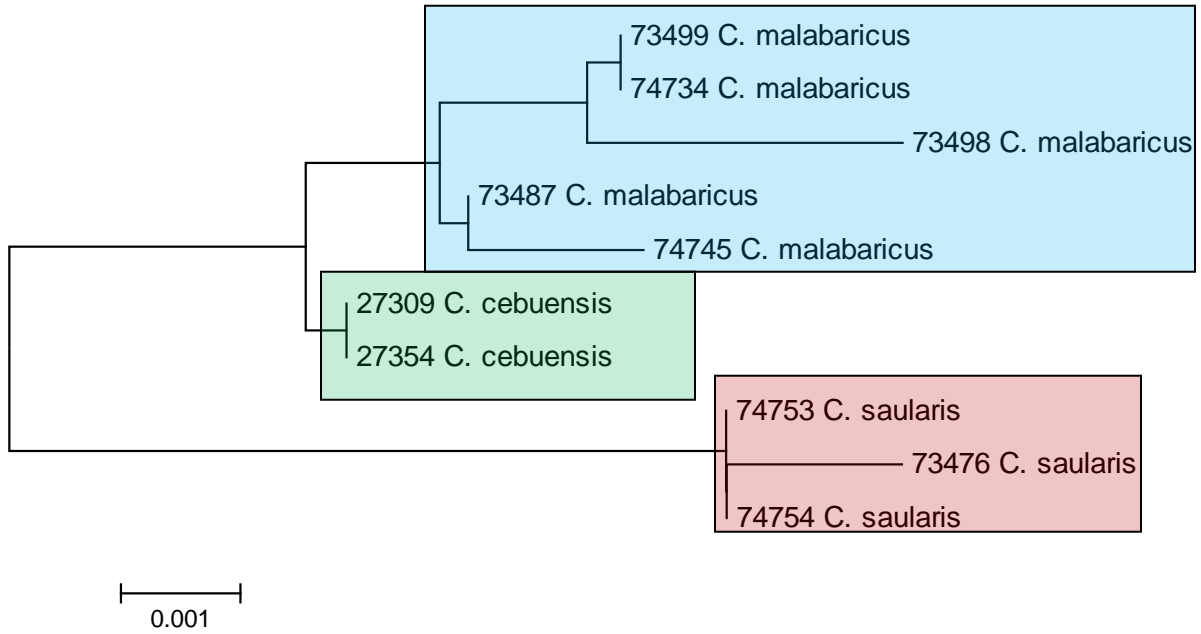 73499 C. malabaricus
74734 C. malabaricus
73498 C. malabaricus
73487 C. malabaricus
74745 C. malabaricus
27309 C. cebuensis
27354 C. cebuensis
74753 C. saularis
73476 C. saularis
74754 C. saularis
0.001